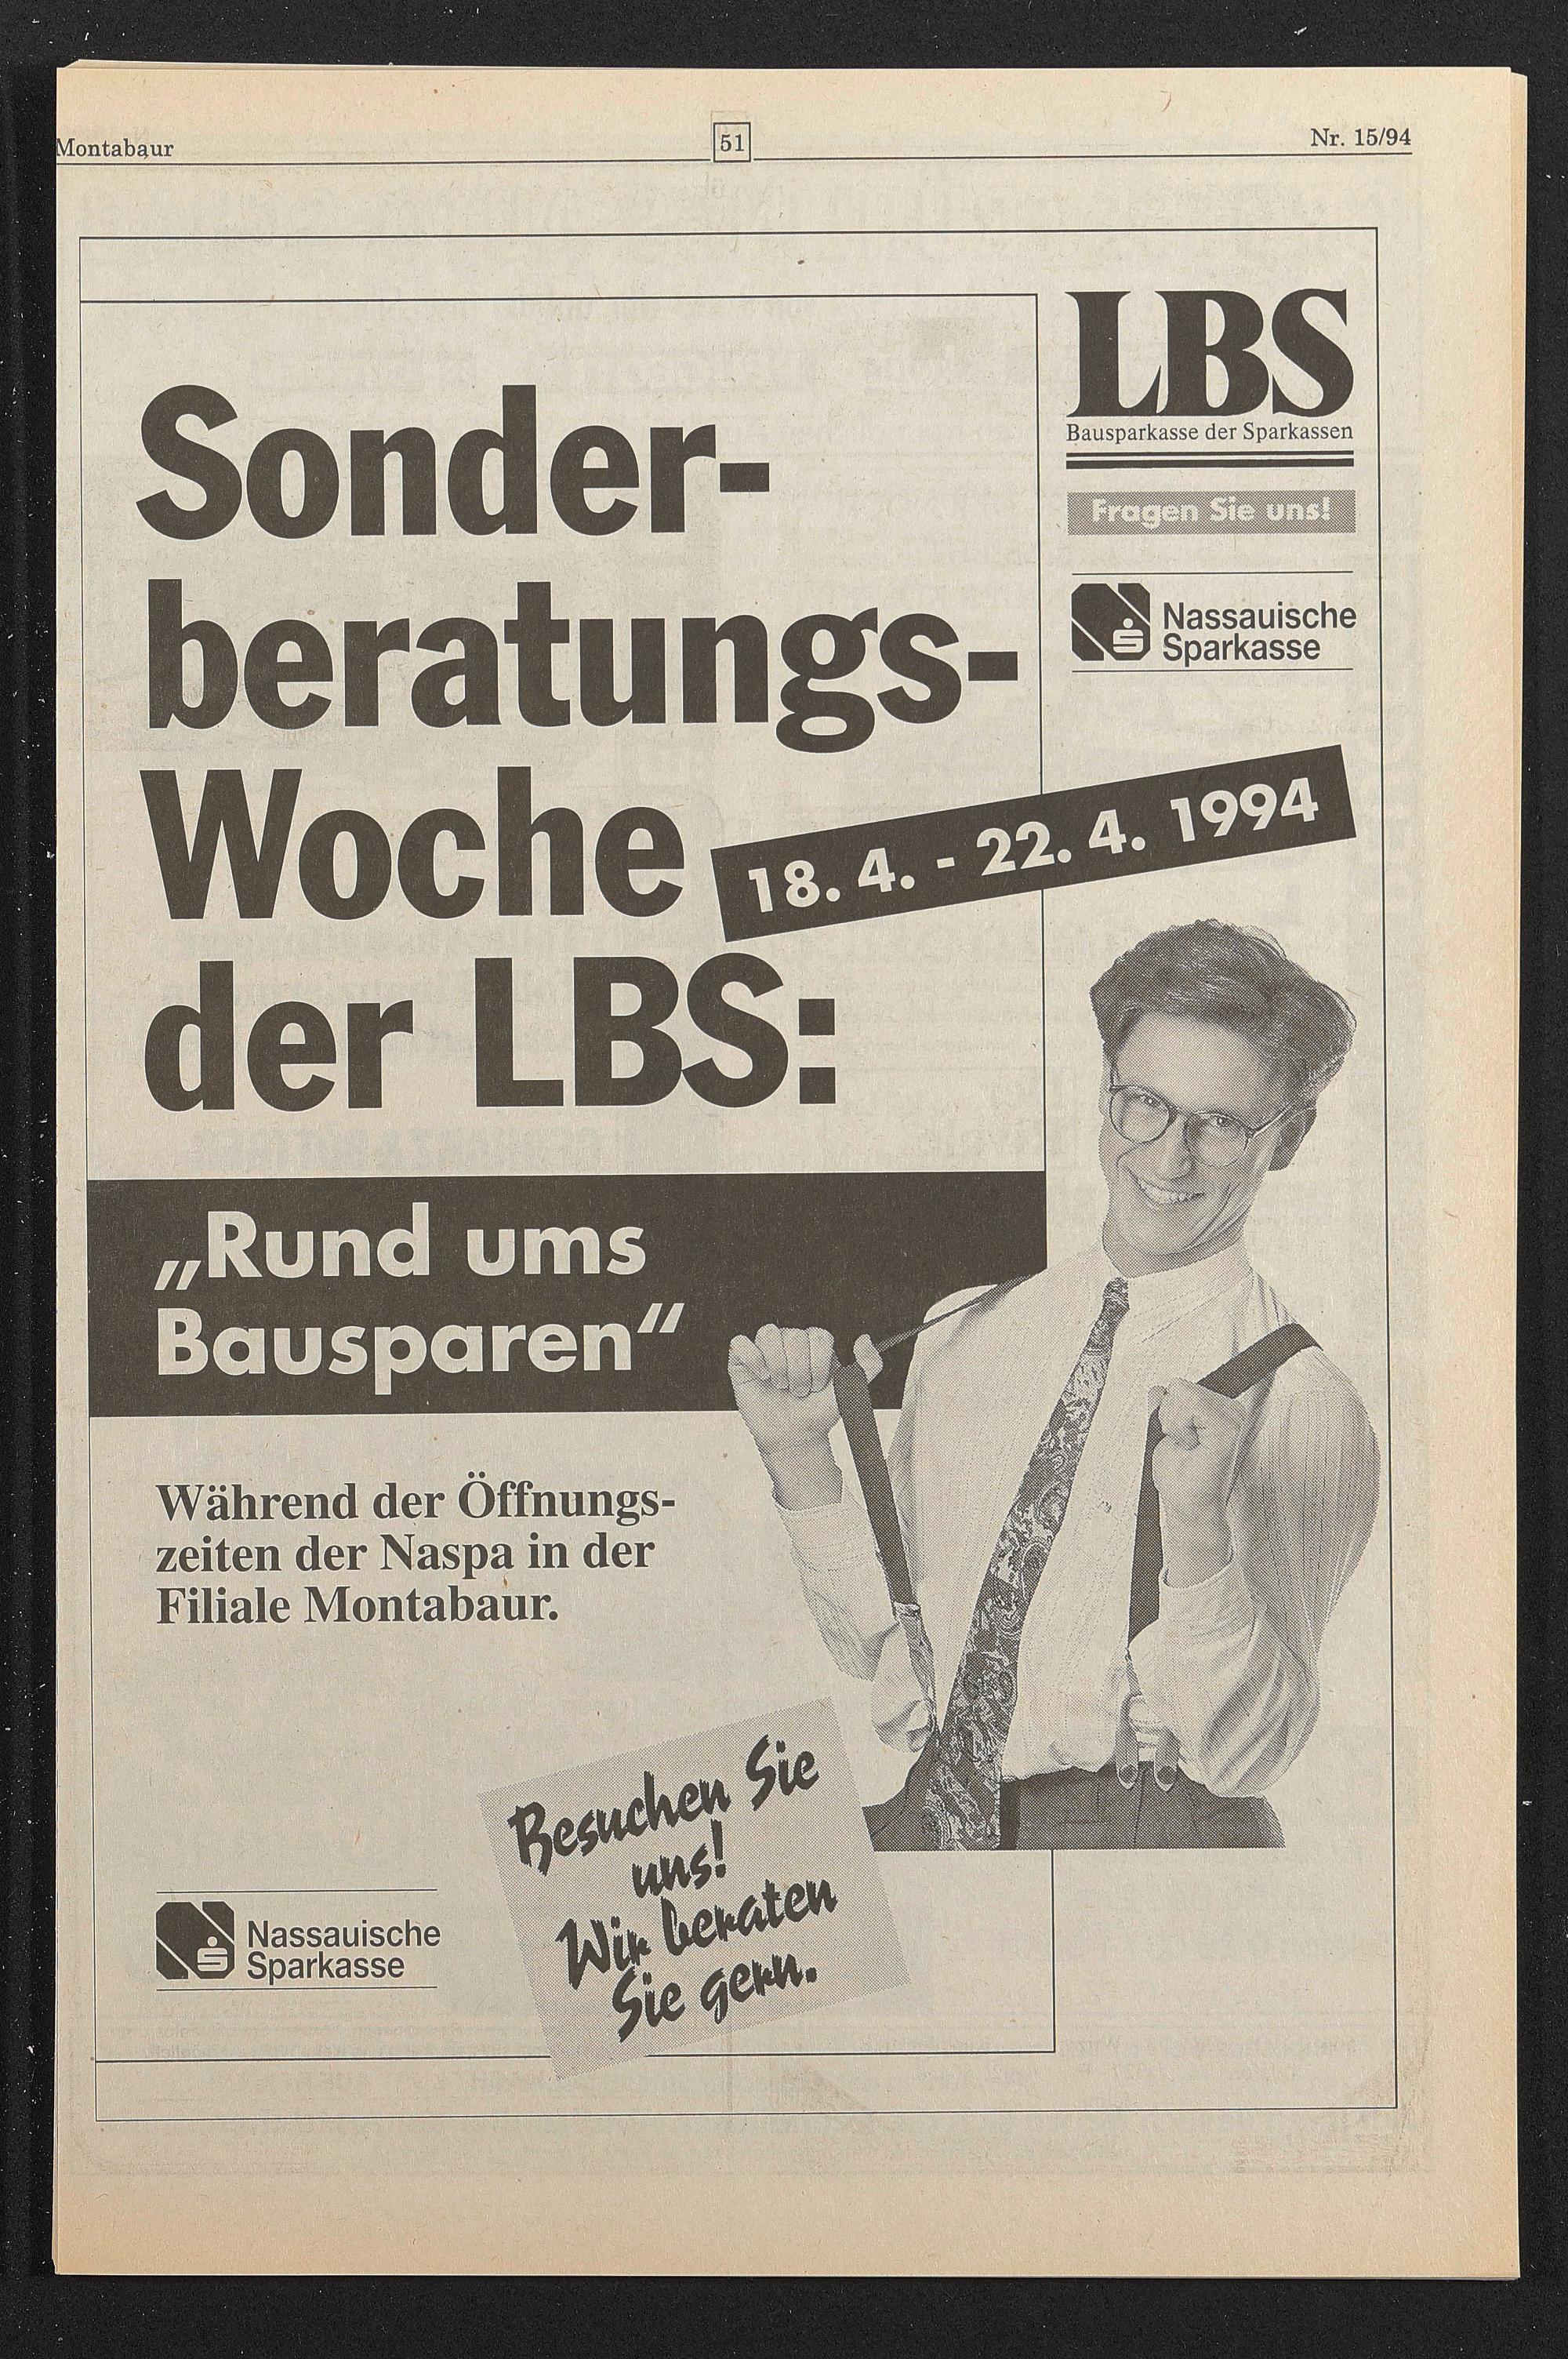 Montabaur
51
Nr. 15/94
LBS
Bausparkasse der Sparkassen
Fragen Sie uns!
Nassauische
Sparkasse
Sonder-
beratungs-
Woche
18. 4. - 22. 4. 1994
der LBS:
„Rund ums
Bausparen“
Während der Öffnungs-
zeiten der Naspa in der
Filiale Montabaur.
Besuchen Sie
uns!
Wir beraten
Sie gern.
Nassauische
Sparkasse